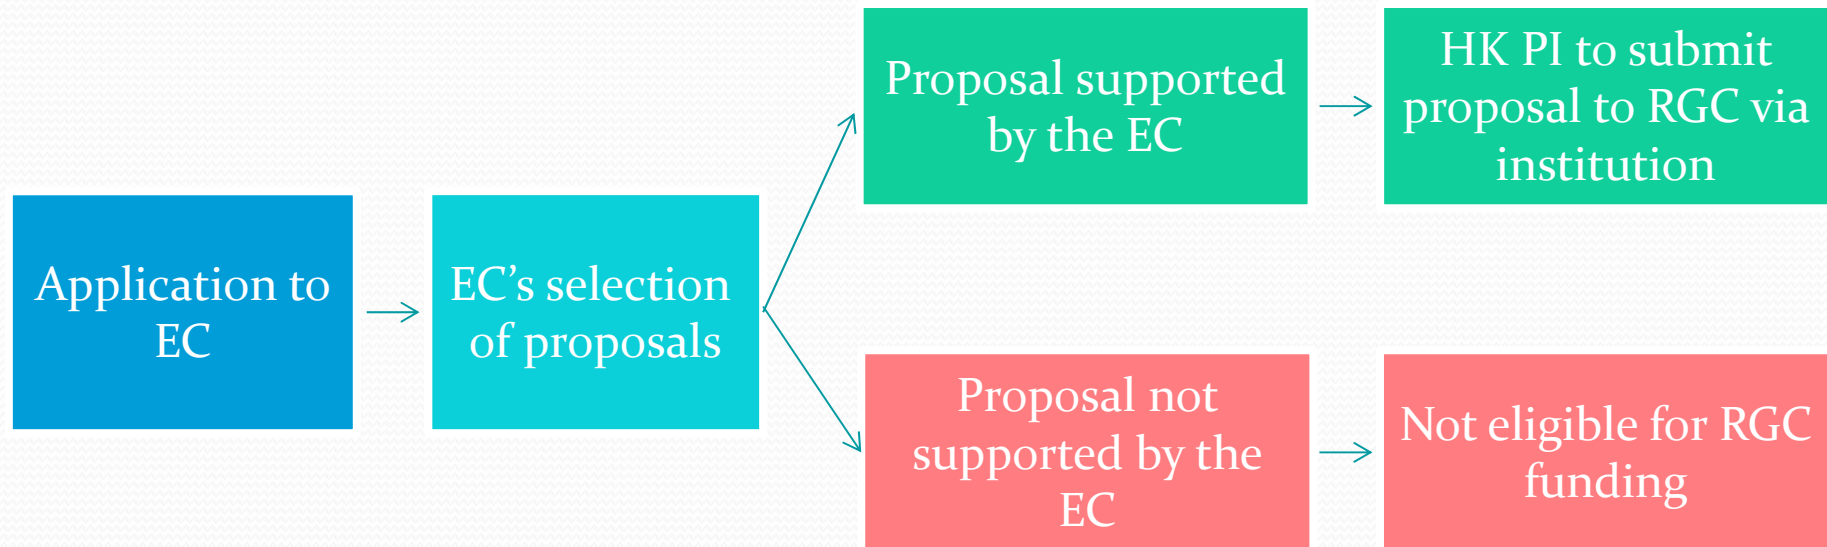 Application to
EC
EC’s selection
of proposals
Proposal supported
by the EC
HK PI to submit
proposal to RGC via
institution
Proposal not
supported by the
EC
Not eligible for RGC
funding